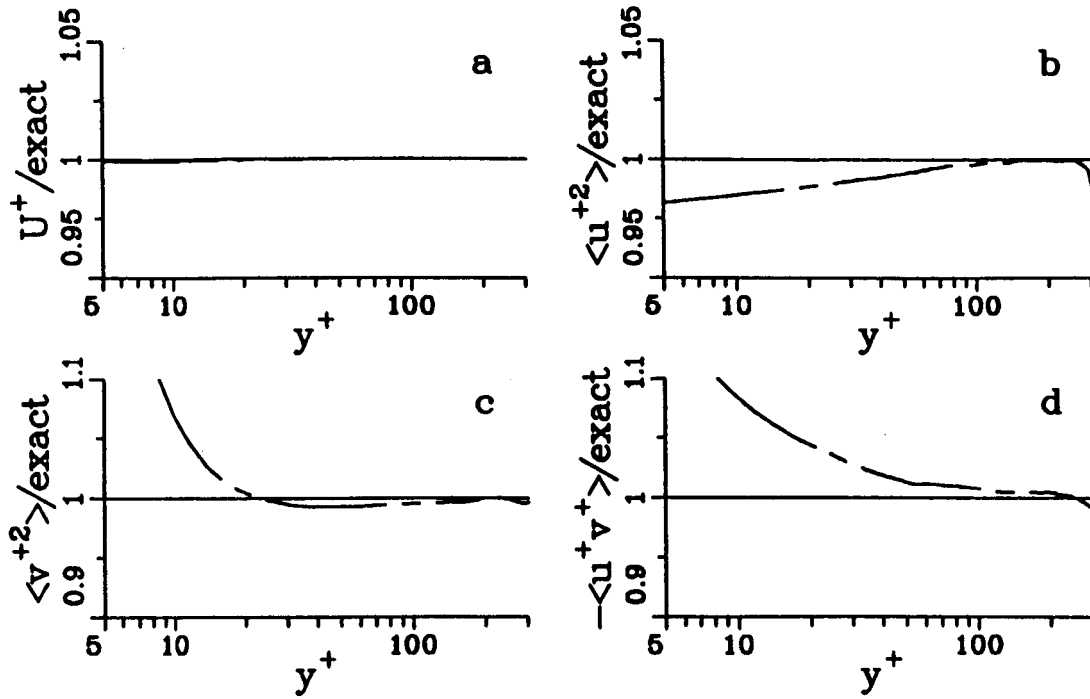 a
U⁺/exact
1.05
1
0.95
5 10 100
y⁺
b
<u⁺²>/exact
1.05
1
0.95
5 10 100
y⁺
c
<v⁺²>/exact
1.1
1
0.9
5 10 100
y⁺
d
—<u⁺v⁺>/exact
1.1
1
0.9
5 10 100
y⁺